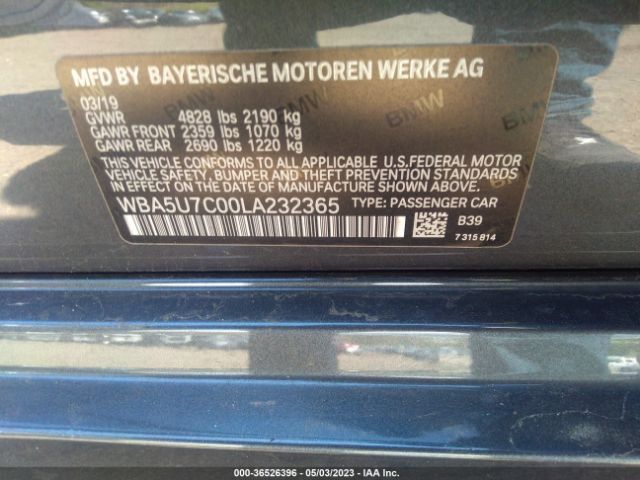 MFD BY BAYERISCHE MOTOREN WERKE AG
03/19
GVWR 4828 lbs 2190 kg
GAWR FRONT 2359 lbs 1070 kg
GAWR REAR 2690 lbs 1220 kg
THIS VEHICLE CONFORMS TO ALL APPLICABLE U.S.FEDERAL MOTOR
VEHICLE SAFETY, BUMPER AND THEFT PREVENTION STANDARDS
IN EFFECT ON THE DATE OF MANUFACTURE SHOWN ABOVE.
WBA5U7C00LA232365 TYPE: PASSENGER CAR
B39
7 315 814
000-36526396 - 05/03/2023 - IAA Inc.